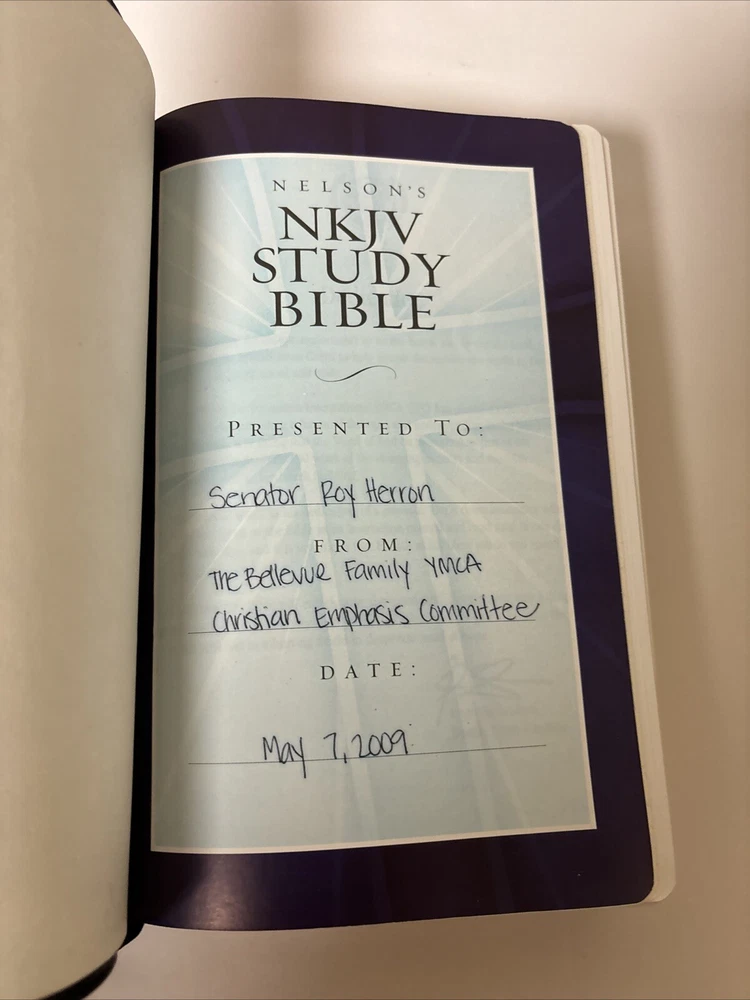 NELSON'S
NKJV
STUDY
BIBLE
PRESENTED TO:
Senator Roy Herron
FROM:
The Bellevue Family YMCA
Christian Emphasis Committee
DATE:
May 7, 2009